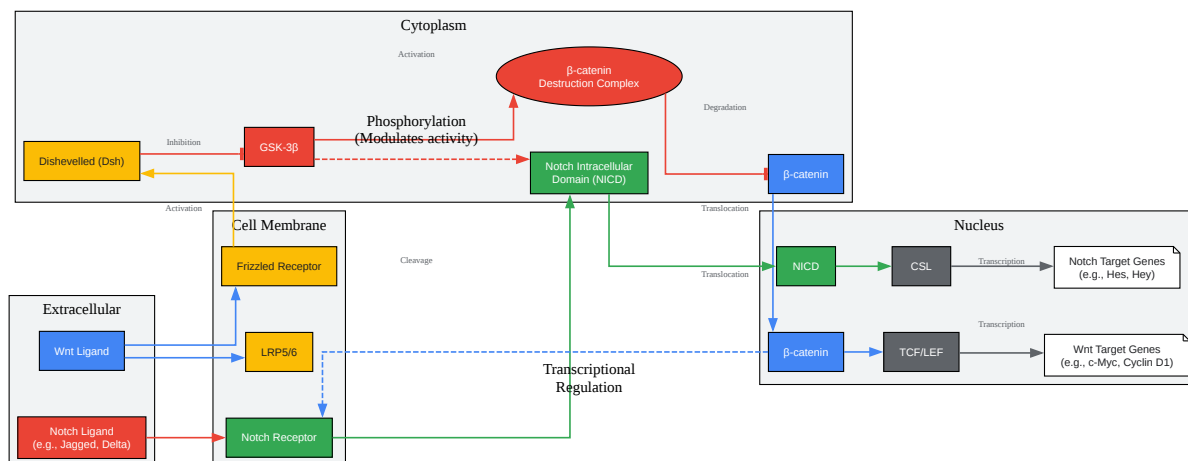 Cytoplasm
Activation
β-catenin
Destruction Complex
Degradation
Phosphorylation
(Modulates activity)
Inhibition
Dishevelled (Dsh)
GSK-3β
Notch Intracellular
Domain (NICD)
β-catenin
Activation
Translocation
Cell Membrane
Nucleus
Frizzled Receptor
Cleavage
Translocation
NICD
CSL
Transcription
Notch Target Genes
(e.g., Hes, Hey)
Extracellular
Wnt Ligand
LRP5/6
β-catenin
TCF/LEF
Transcription
Wnt Target Genes
(e.g., c-Myc, Cyclin D1)
Transcriptional
Regulation
Notch Ligand
(e.g., Jagged, Delta)
Notch Receptor